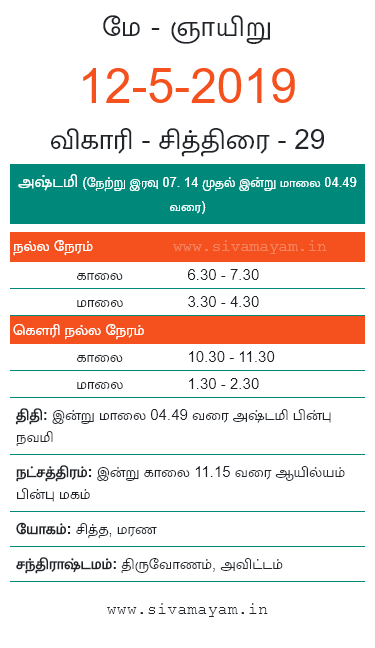 மே - ஞாயிறு
12-5-2019
விகாரி - சித்திரை - 29
அஷ்டமி (நேற்று இரவு 07. 14 முதல் இன்று மாலை 04.49
வரை)
நல்ல நேரம் www.sivamayam.in
காலை 6.30 - 7.30
மாலை 3.30 - 4.30
கௌரி நல்ல நேரம்
காலை 10.30 - 11.30
மாலை 1.30 - 2.30
திதி: இன்று மாலை 04.49 வரை அஷ்டமி பின்பு
நவமி
நட்சத்திரம்: இன்று காலை 11.15 வரை ஆயில்யம்
பின்பு மகம்
யோகம்: சித்த, மரண
சந்திராஷ்டமம்: திருவோணம், அவிட்டம்
www.sivamayam.in